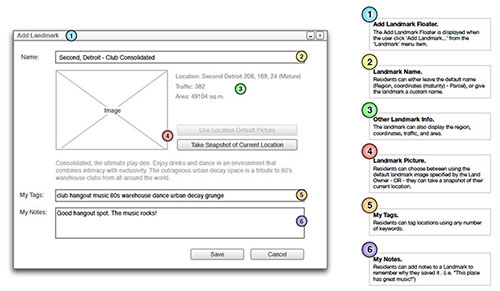 Add Landmark
1
Name:
Second, Detroit - Club Consolidated
2
Image
Location: Second Detroit 208, 169, 24 (Mature)
Traffic: 382
3
Area: 49104 sq.m.
Use Location Default Picture
4
Take Snapshot of Current Location
Consolidated, the ultimate play den. Enjoy drinks and dance in an environment that
combines intimacy with exclusivity. The outrageous urban decay space is a tribute to 80's
warehouse clubs from all around the world.
My Tags:
club hangout music 80s warehouse dance urban decay grunge
5
My Notes:
Good hangout spot. The music rocks!
6
Save
Cancel
1
Add Landmark Floater.
The Add Landmark Floater is displayed when
the user click 'Add Landmark...' from the
'Landmark' menu item.
2
Landmark Name.
Residents can either leave the default name
(Region, coordinates (maturity) - Parcel), or give
the landmark a custom name.
3
Other Landmark Info.
The landmark can also display the region,
coordinates, traffic, and area.
4
Landmark Picture.
Residents can choose between using the
default landmark image specified by the Land
Owner - OR - they can take a snapshot of their
current location.
5
My Tags.
Residents can tag locations using any
number of keywords.
6
My Notes.
Residents can add notes to a Landmark to
remember why they saved it . (i.e. "This place
has great music!")